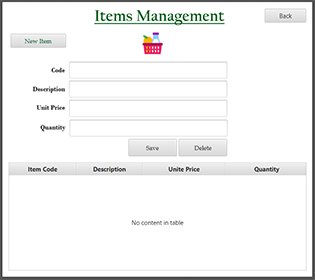 Items Management
Back
New Item
Code
Description
Unit Price
Quantity
Save Delete
Item Code Description Unite Price Quantity
No content in table